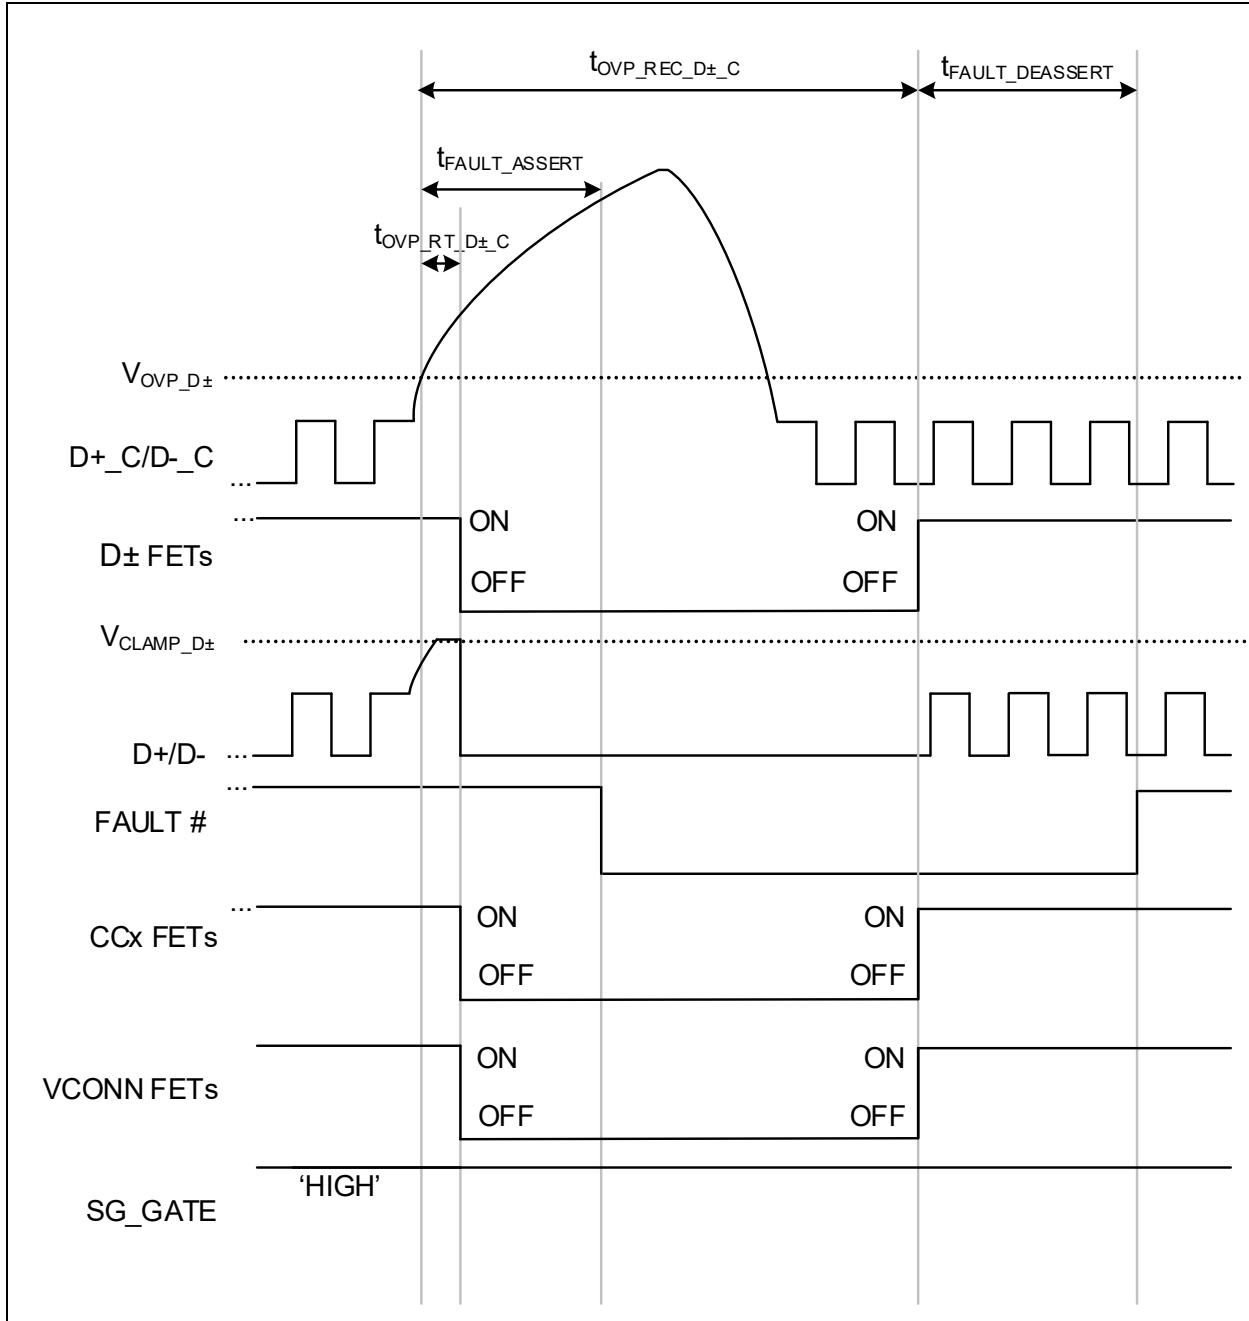 tOVP_REC_D±_C
tFAULT_DEASSERT
tFAULT_ASSERT
tOVP_RT_D±_C
VOVP_D±
D+_C/D-_C
...
...
ON ON
D± FETs
OFF OFF
VCLAMP_D±
D+/D- ...
...
FAULT #
...
ON ON
CCx FETs
OFF OFF
ON ON
VCONN FETs
OFF OFF
‘HIGH’
SG_GATE